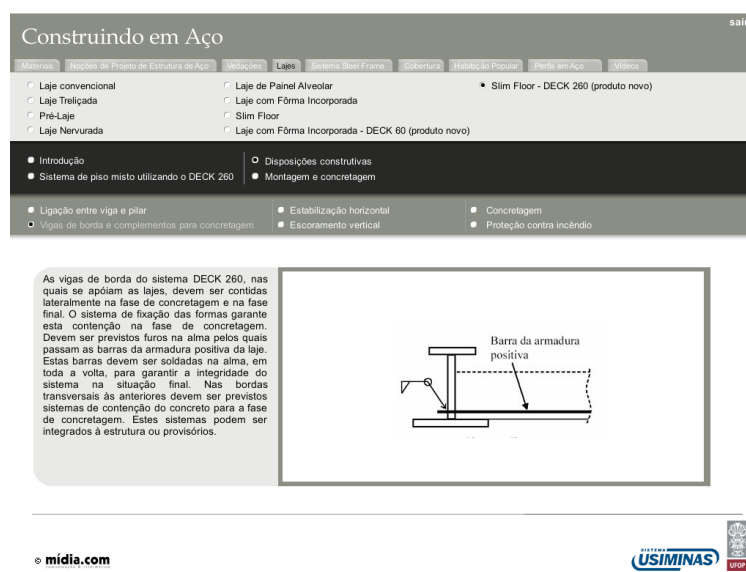 sair
Construindo em Aço
Materiais
Noções de Projeto de Estrutura de Aço
Vedações
Lajes
Sistema Steel Frame
Cobertura
Habitação Popular
Perfis em Aço
Vídeos
Laje convencional
Laje Treliçada
Pré-Laje
Laje Nervurada
Laje de Painel Alveolar
Laje com Fôrma Incorporada
Slim Floor
Laje com Fôrma Incorporada - DECK 60 (produto novo)
Slim Floor - DECK 260 (produto novo)
Introdução
Sistema de piso misto utilizando o DECK 260
Disposições construtivas
Montagem e concretagem
Ligação entre viga e pilar
Vigas de borda e complementos para concretagem
Estabilização horizontal
Escoramento vertical
Concretagem
Proteção contra incêndio
As vigas de borda do sistema DECK 260, nas
quais se apóiam as lajes, devem ser contidas
lateralmente na fase de concretagem e na fase
final. O sistema de fixação das formas garante
esta contenção na fase de concretagem.
Devem ser previstos furos na alma pelos quais
passam as barras da armadura positiva da laje.
Estas barras devem ser soldadas na alma, em
toda a volta, para garantir a integridade do
sistema na situação final. Nas bordas
transversais às anteriores devem ser previstos
sistemas de contenção do concreto para a fase
de concretagem. Estes sistemas podem ser
integrados à estrutura ou provisórios.
Barra da armadura
positiva
© mídia.com
SISTEMA
USIMINAS
UFOP